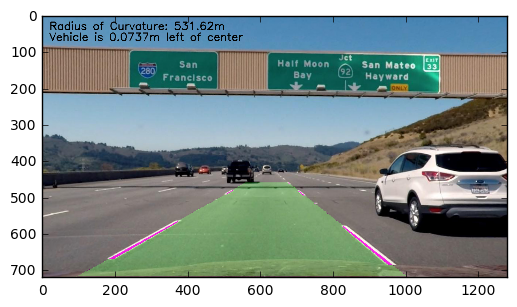 Radius of Curvature: 531.62m
Vehicle is 0.0737m left of center
280
San
Francisco
Half Moon
Bay
Jct
92
San Mateo
Hayward
EXIT
33
ONLY
0
100
200
300
400
500
600
700
0
200
400
600
800
1000
1200